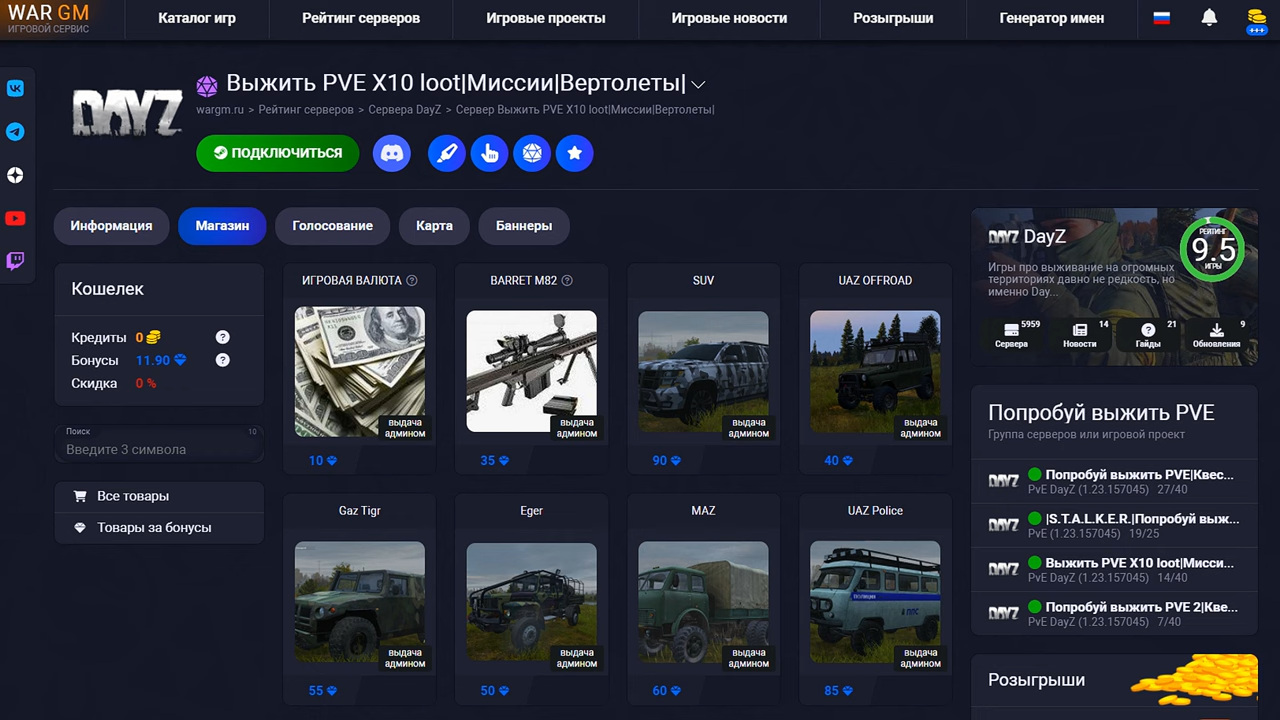 WAR GM
ИГРОВОЙ СЕРВИС
Каталог игр
Рейтинг серверов
Игровые проекты
Игровые новости
Розыгрыши
Генератор имен
DAYZ
Выжить PVE X10 loot|Миссии|Вертолеты|
wargm.ru > Рейтинг серверов > Сервера DayZ > Сервер Выжить PVE X10 loot|Миссии|Вертолеты|
ПОДКЛЮЧИТЬСЯ
Информация
Магазин
Голосование
Карта
Баннеры
Кошелек
Кредиты 0 ?
Бонусы 11.90 ?
Скидка 0 %
Поиск 10
Введите 3 символа
Все товары
Товары за бонусы
ИГРОВАЯ ВАЛЮТА ?
выдача
админом
10
BARRET M82 ?
выдача
админом
35
SUV
выдача
админом
90
UAZ OFFROAD
выдача
админом
40
Gaz Tigr
выдача
админом
55
Eger
выдача
админом
50
MAZ
выдача
админом
60
UAZ Police
ПОЛИЦИЯ
ППС
выдача
админом
85
DAYZ DayZ
РЕЙТИНГ
9.5
ИГРЫ
Игры про выживание на огромных
территориях давно не редкость, но
именно Day...
5959
Сервера
14
Новости
21
Гайды
9
Обновления
Попробуй выжить PVE
Группа серверов или игровой проект
DAYZ Попробуй выжить PVE|Квес...
PvE DayZ (1.23.157045) 27/40
DAYZ |S.T.A.L.K.E.R.|Попробуй выж...
PvE DayZ (1.23.157045) 19/25
DAYZ Выжить PVE X10 loot|Мисси...
PvE DayZ (1.23.157045) 14/40
DAYZ Попробуй выжить PVE 2|Кве...
PvE DayZ (1.23.157045) 7/40
Розыгрыши